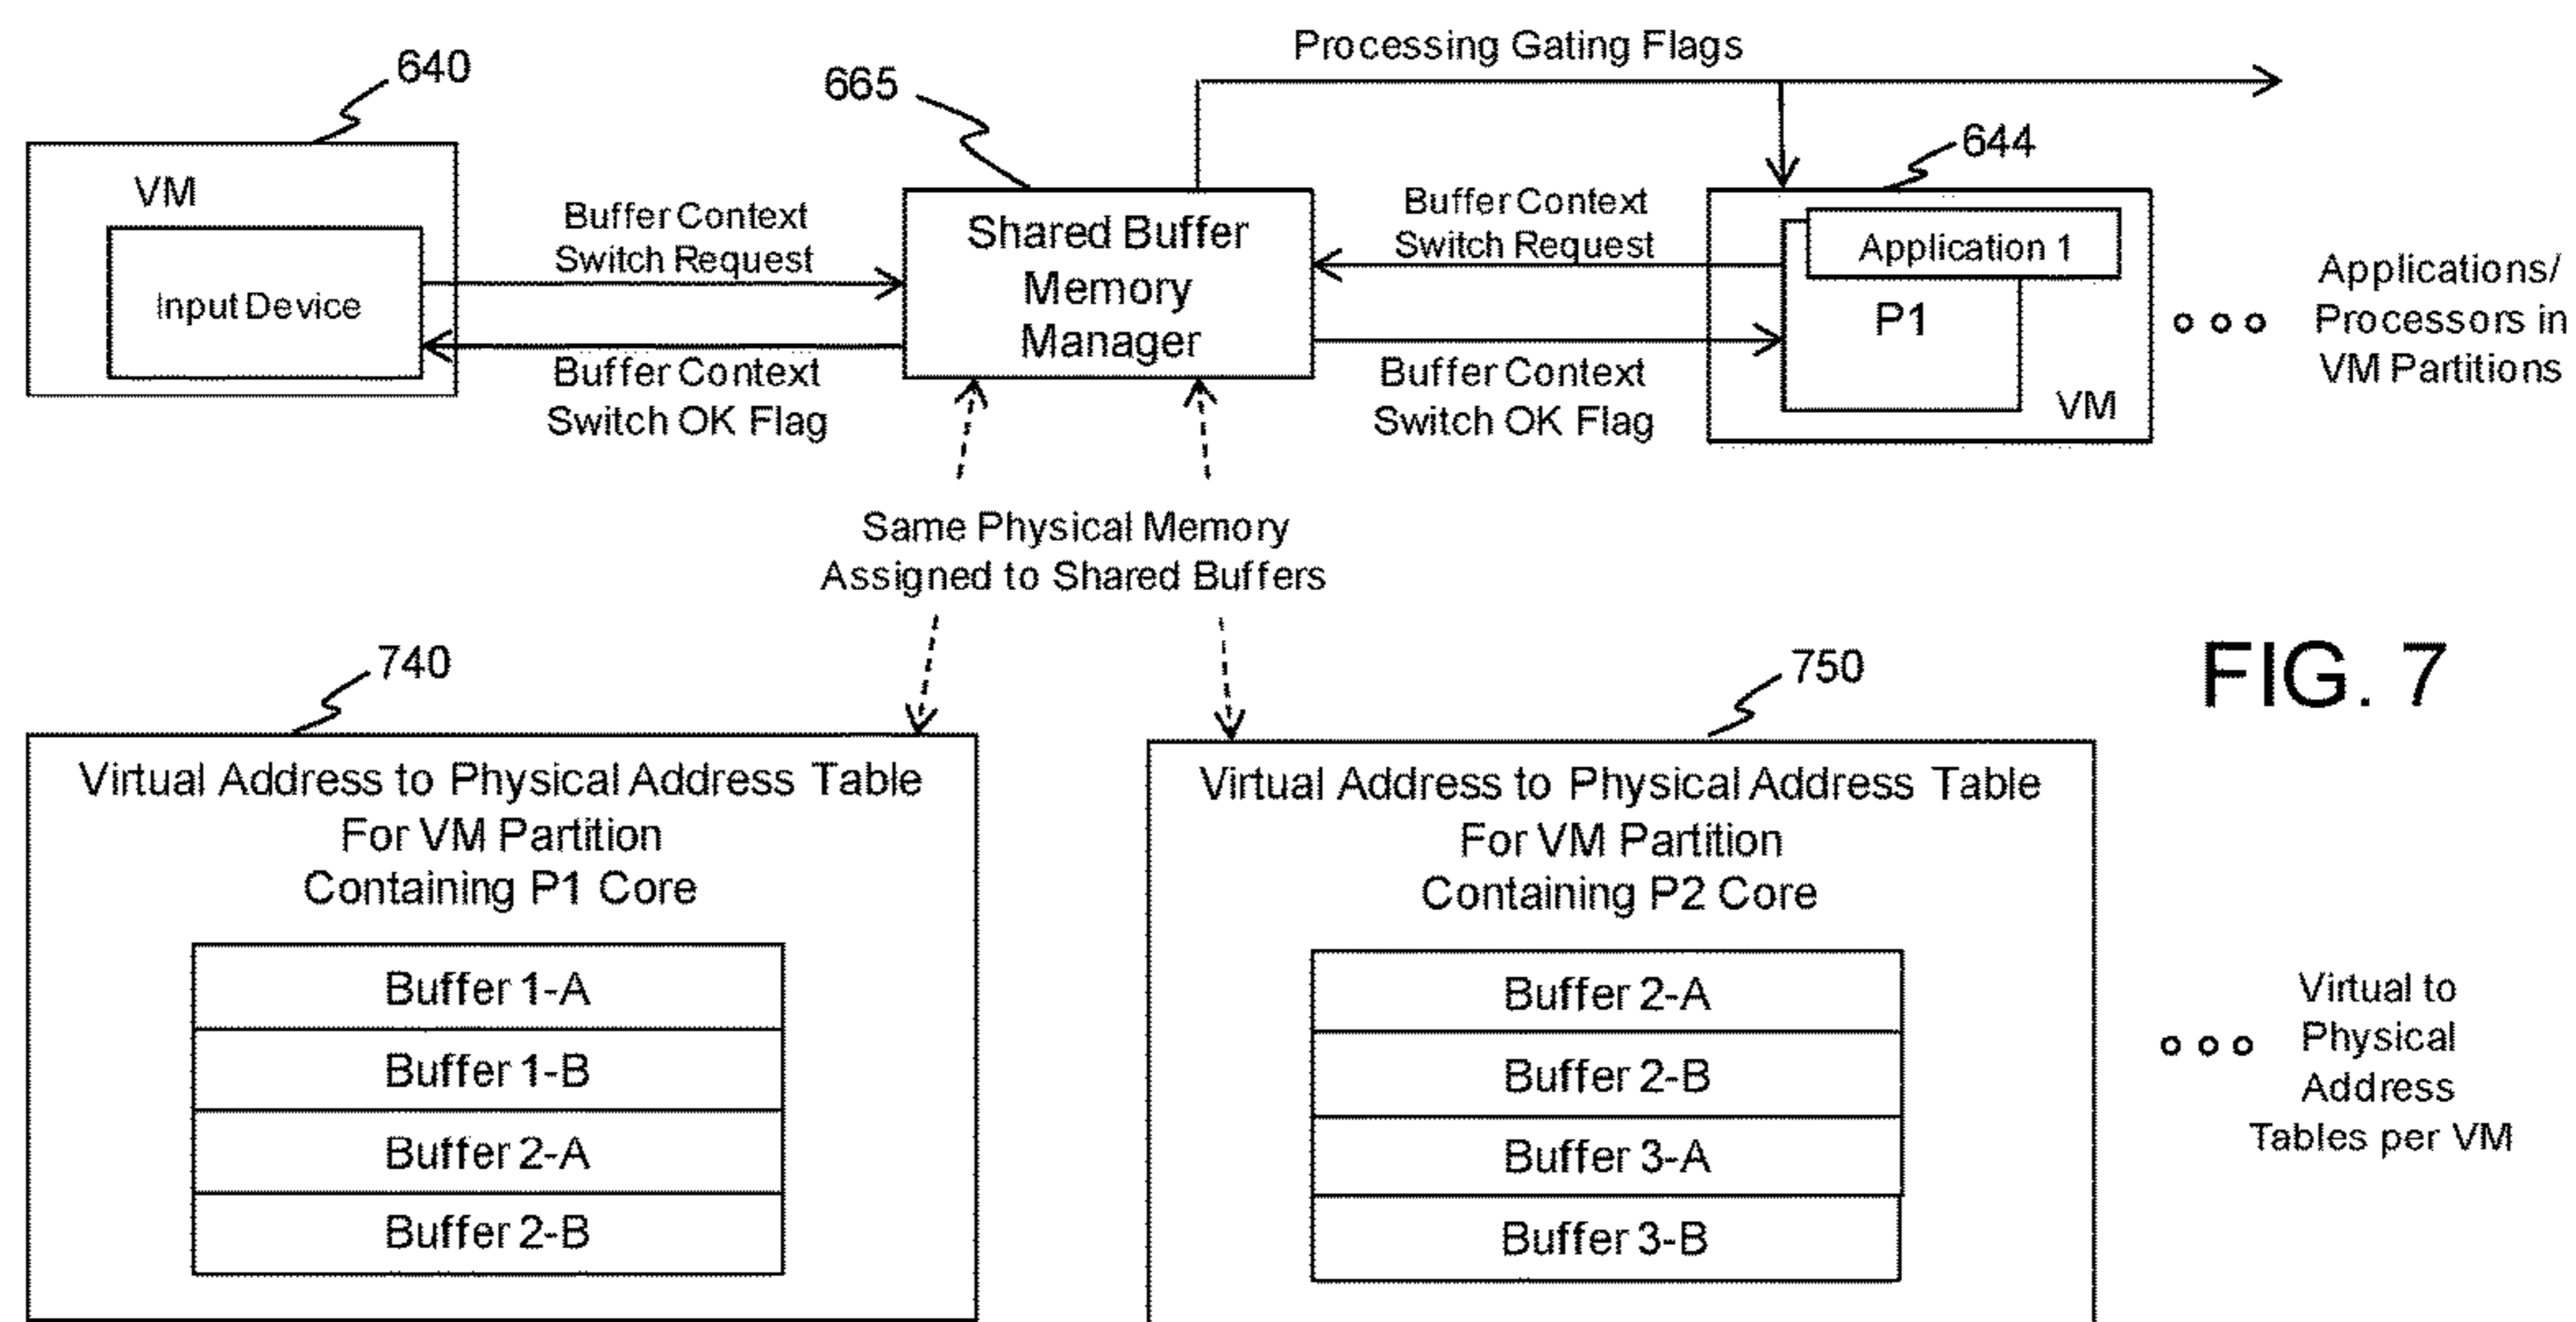 Processing Gating Flags
640
665
644
VM
Input Device
Buffer Context
Switch Request
Buffer Context
Switch OK Flag
Shared Buffer
Memory
Manager
Buffer Context
Switch Request
Buffer Context
Switch OK Flag
Application 1
P1
VM
Applications/
Processors in
VM Partitions
Same Physical Memory
Assigned to Shared Buffers
FIG. 7
740
Virtual Address to Physical Address Table
For VM Partition
Containing P1 Core
Buffer 1-A
Buffer 1-B
Buffer 2-A
Buffer 2-B
750
Virtual Address to Physical Address Table
For VM Partition
Containing P2 Core
Buffer 2-A
Buffer 2-B
Buffer 3-A
Buffer 3-B
Virtual to
Physical
Address
Tables per VM